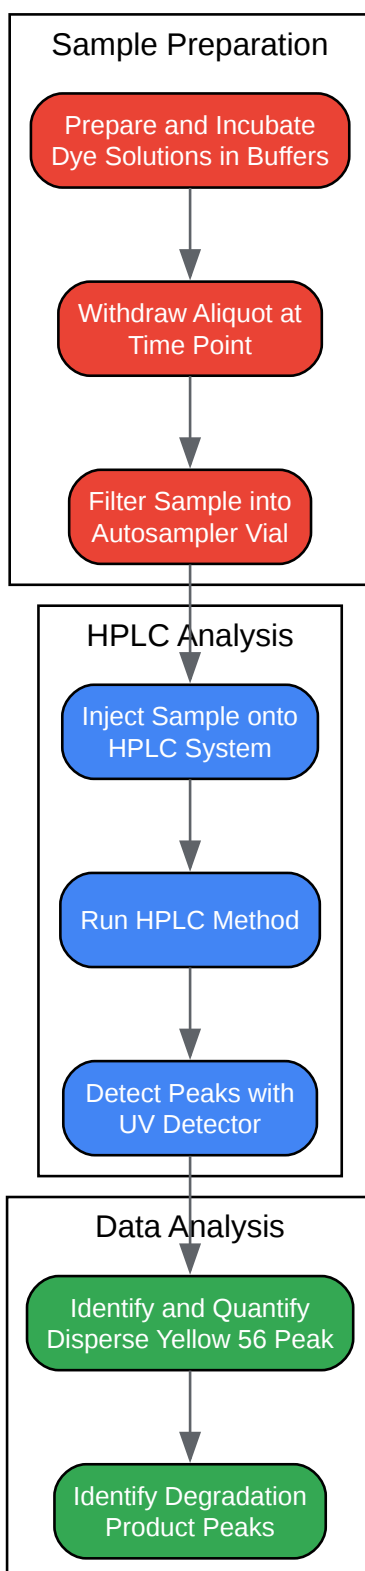 Sample Preparation
Prepare and Incubate
Dye Solutions in Buffers
Withdraw Aliquot at
Time Point
Filter Sample into
Autosampler Vial
HPLC Analysis
Inject Sample onto
HPLC System
Run HPLC Method
Detect Peaks with
UV Detector
Data Analysis
Identify and Quantify
Disperse Yellow 56 Peak
Identify Degradation
Product Peaks